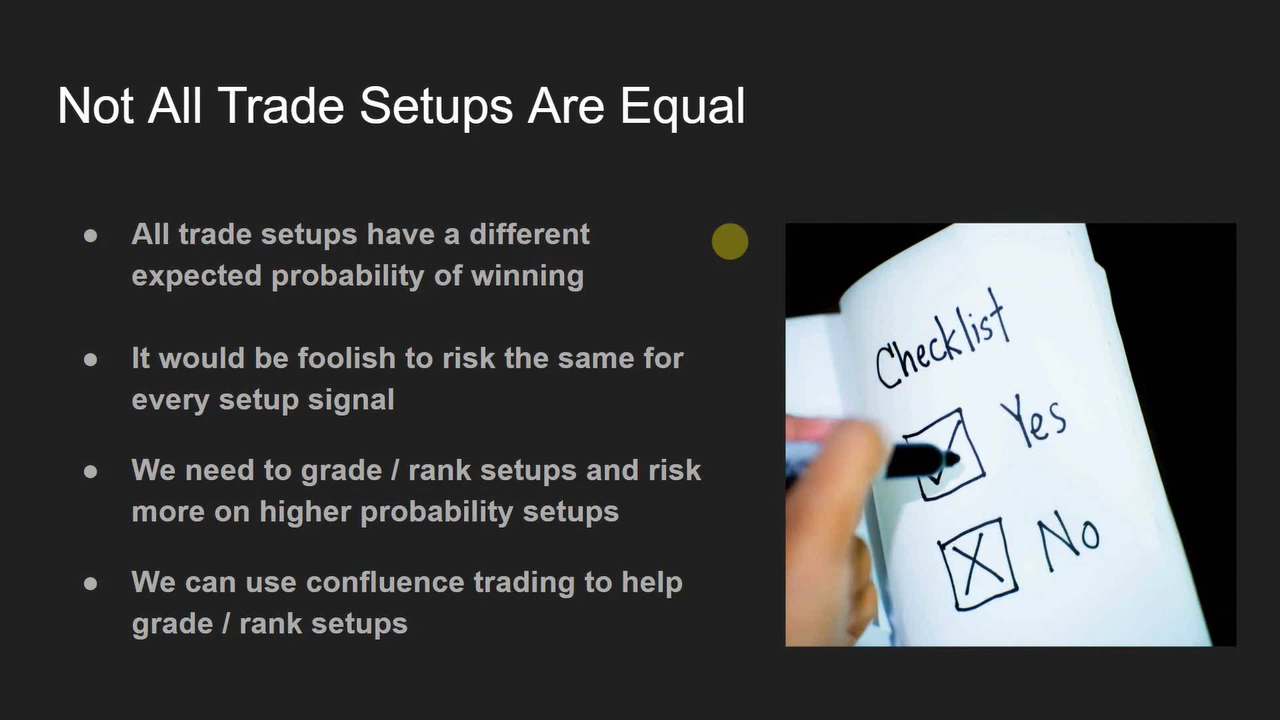 Not All Trade Setups Are Equal
● All trade setups have a different
expected probability of winning
● It would be foolish to risk the same for
every setup signal
● We need to grade / rank setups and risk
more on higher probability setups
● We can use confluence trading to help
grade / rank setups
Checklist
Yes
No